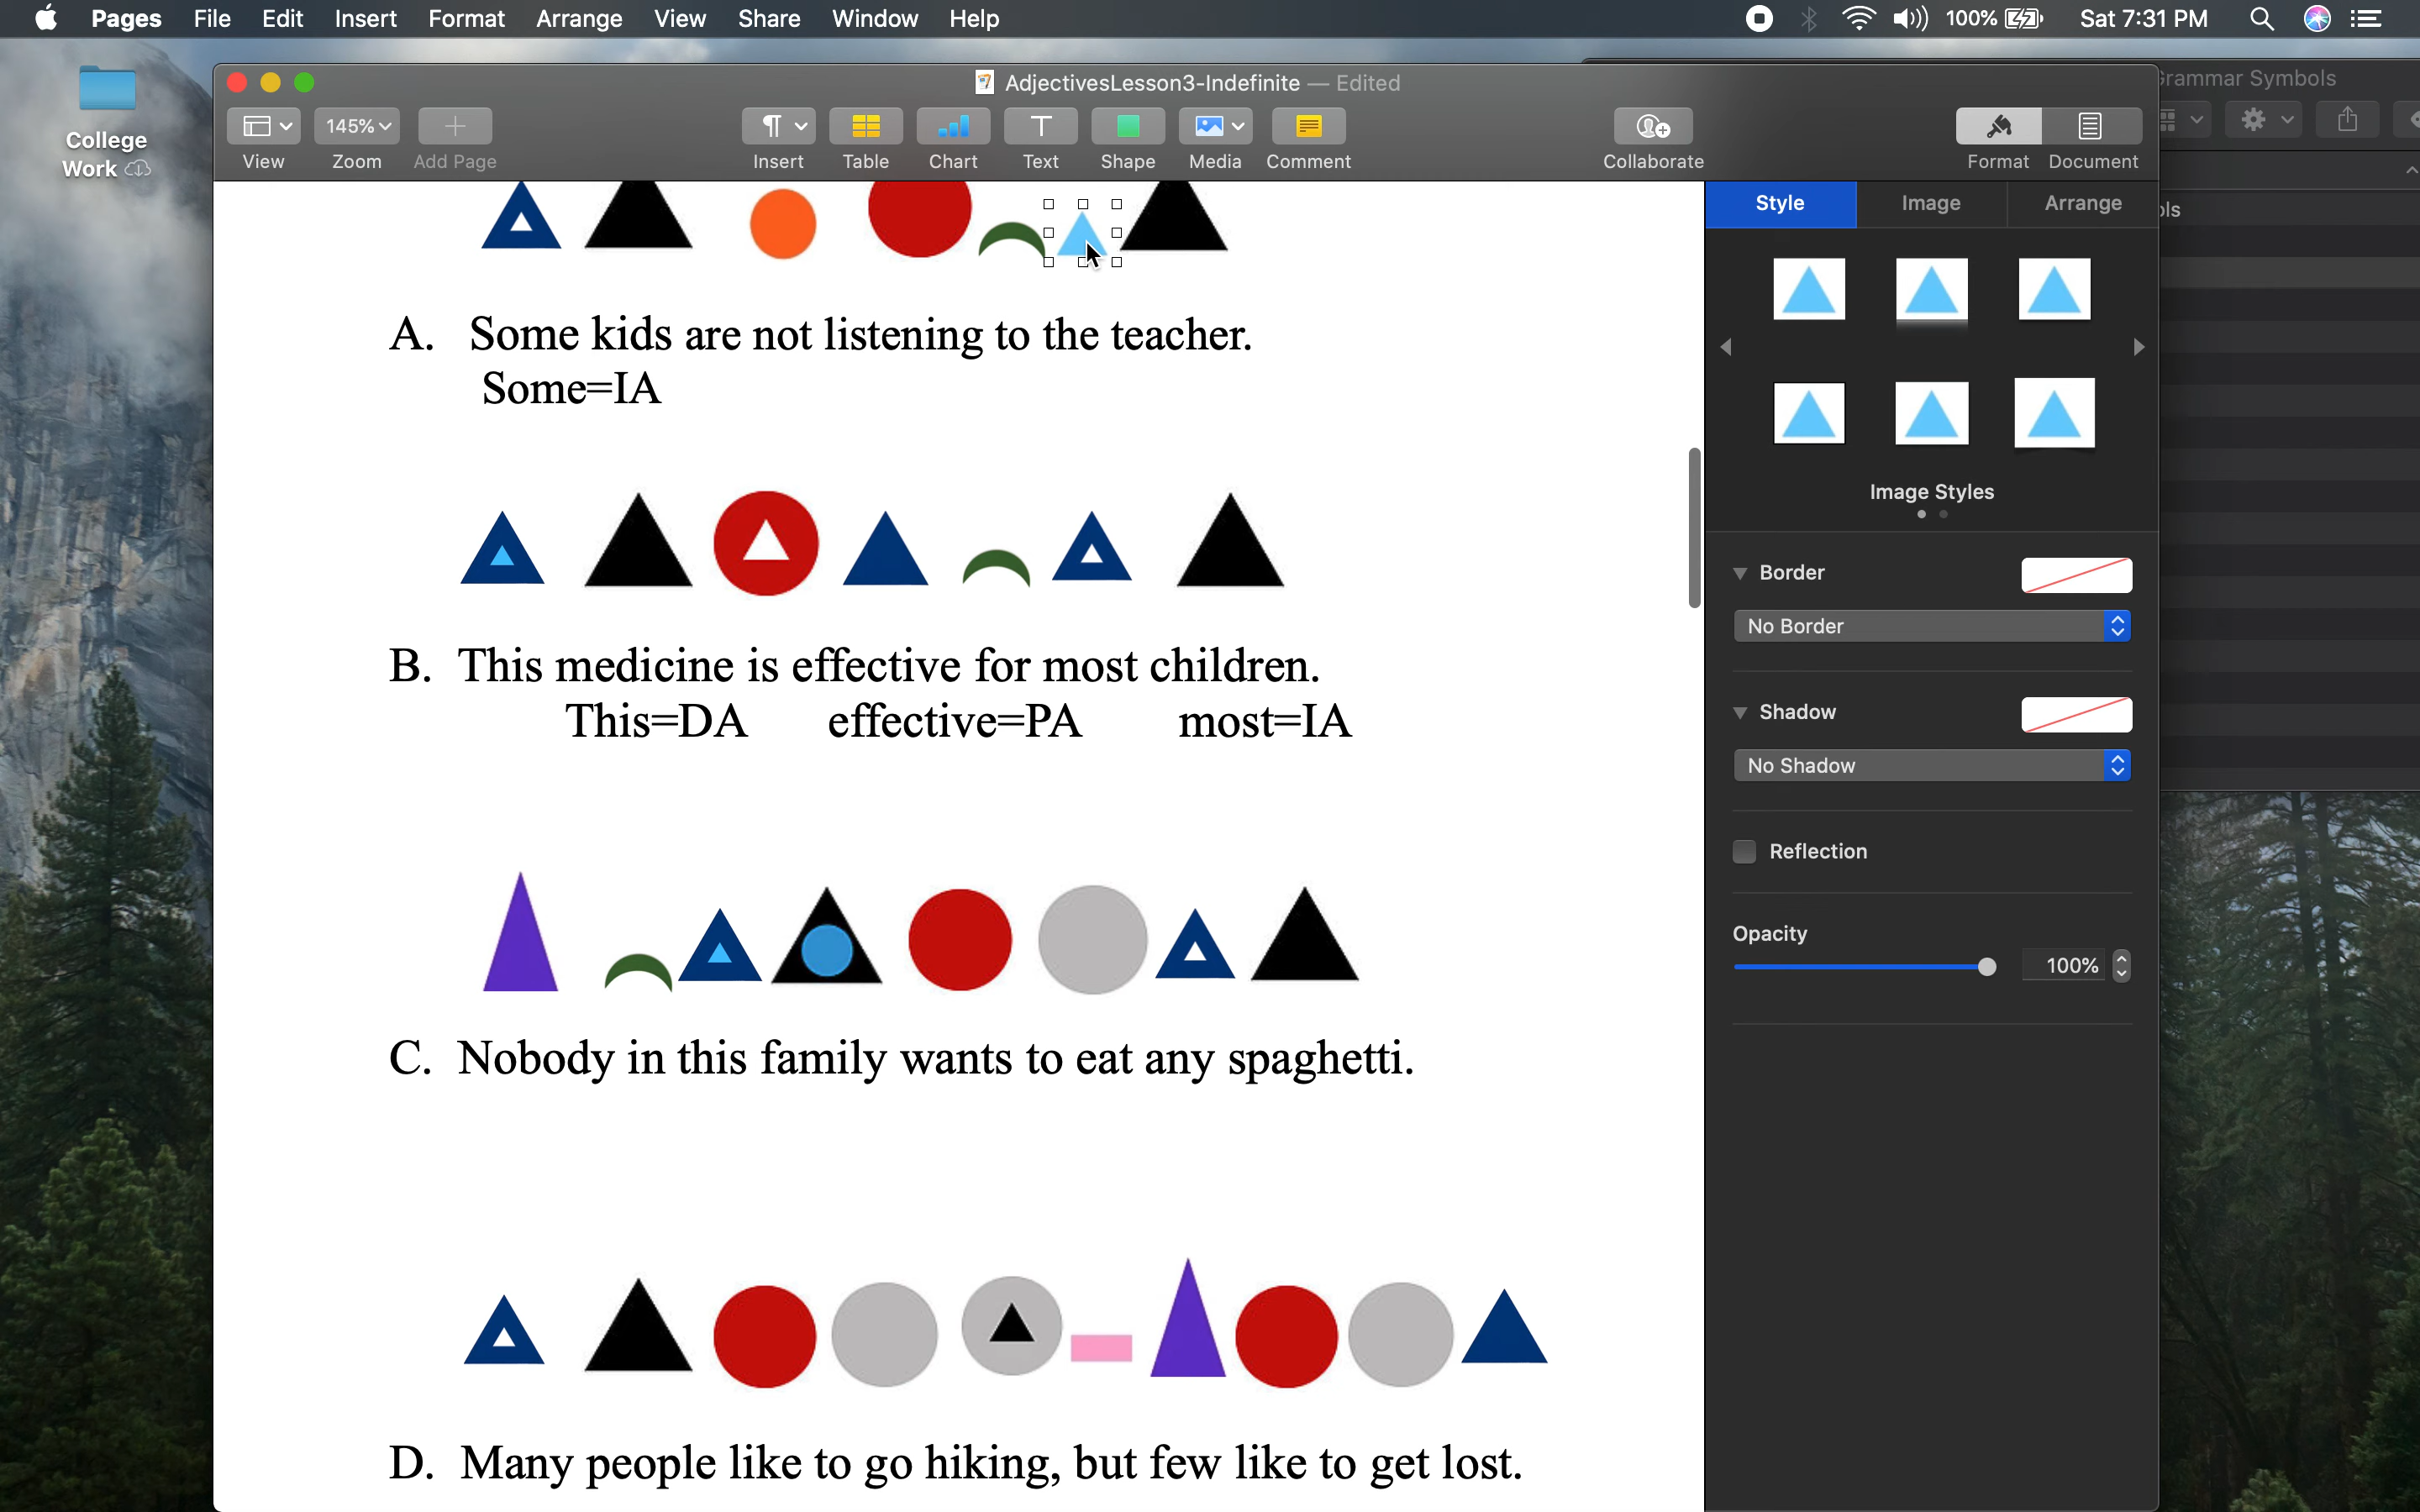 Pages File Edit Insert Format Arrange View Share Window Help 100% Sat 7:31 PM
College
Work
AdjectivesLesson3-Indefinite — Edited
Grammar Symbols
145%
View Zoom Add Page Insert Table Chart Text Shape Media Comment Collaborate Format Document
Style Image Arrange
A. Some kids are not listening to the teacher.
Some=IA
Image Styles
Border
No Border
B. This medicine is effective for most children.
This=DA effective=PA most=IA
Shadow
No Shadow
Reflection
Opacity
100%
C. Nobody in this family wants to eat any spaghetti.
D. Many people like to go hiking, but few like to get lost.